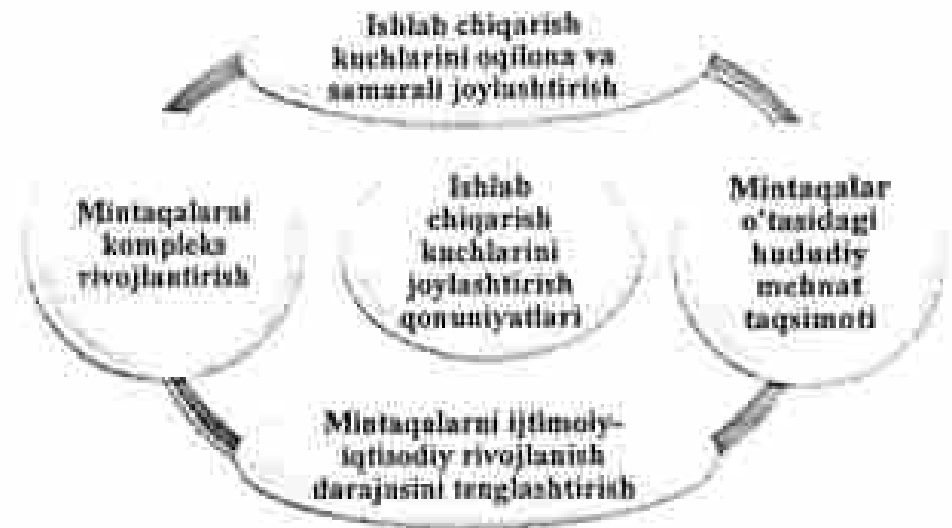 Ishlab chiqarish
kuchlarini oqilona va
samarali joylashtirish
Mintaqalarni
kompleks
rivojlantirish
Ishlab
chiqarish
kuchlarini
joylashtirish
qonuniyatlari
Mintaqalar
o‘tasidagi
hududiy
mehnat
taqsimoti
Mintaqalarni ijtimoiy-
iqtisodiy rivojlanish
darajasini tenglashtirish